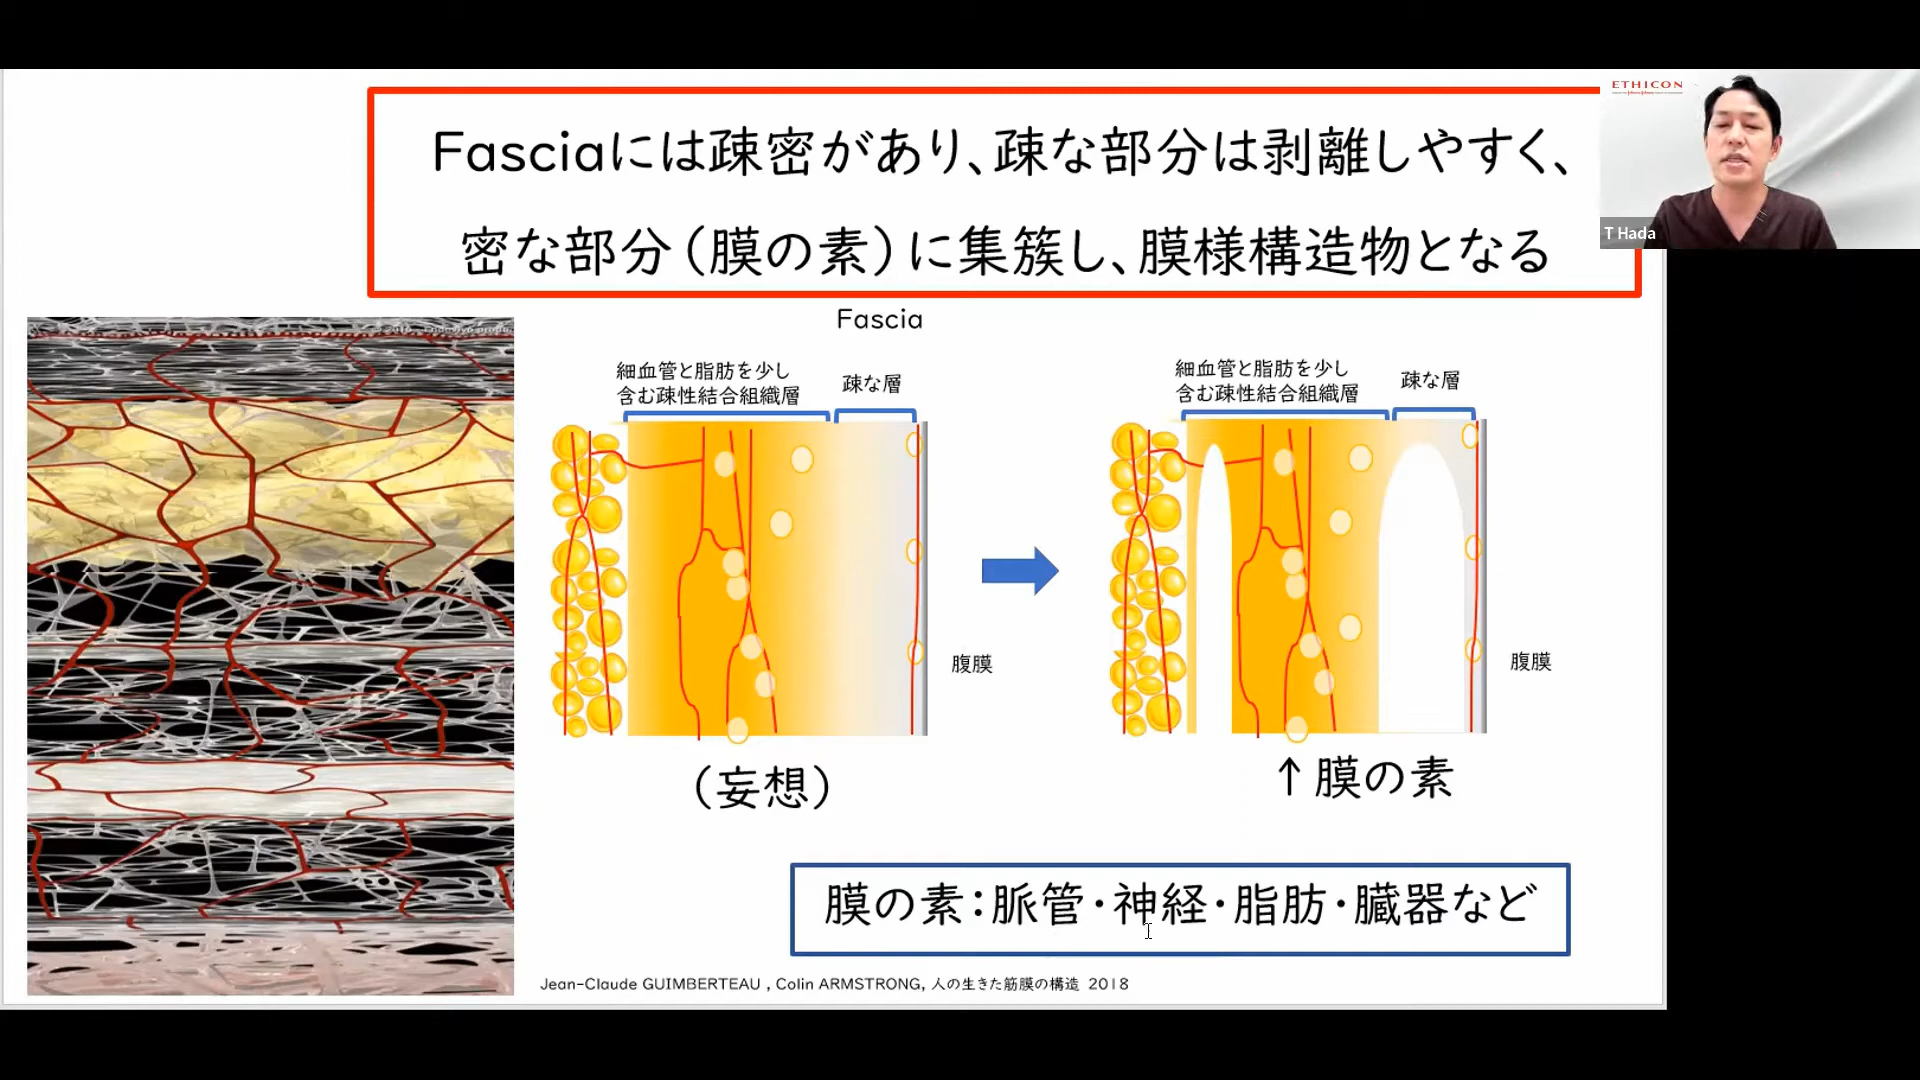 Fasciaには疎密があり、疎な部分は剥離しやすく、
密な部分（膜の素）に集簇し、膜様構造物となる
ETHICON
T Hada
Fascia
細血管と脂肪を少し
含む疎性結合組織層
疎な層
細血管と脂肪を少し
含む疎性結合組織層
疎な層
腹膜
腹膜
（妄想）
↑膜の素
膜の素：脈管・神経・脂肪・臓器など
Jean-Claude GUIMBERTEAU , Colin ARMSTRONG, 人の生きた筋膜の構造 2018